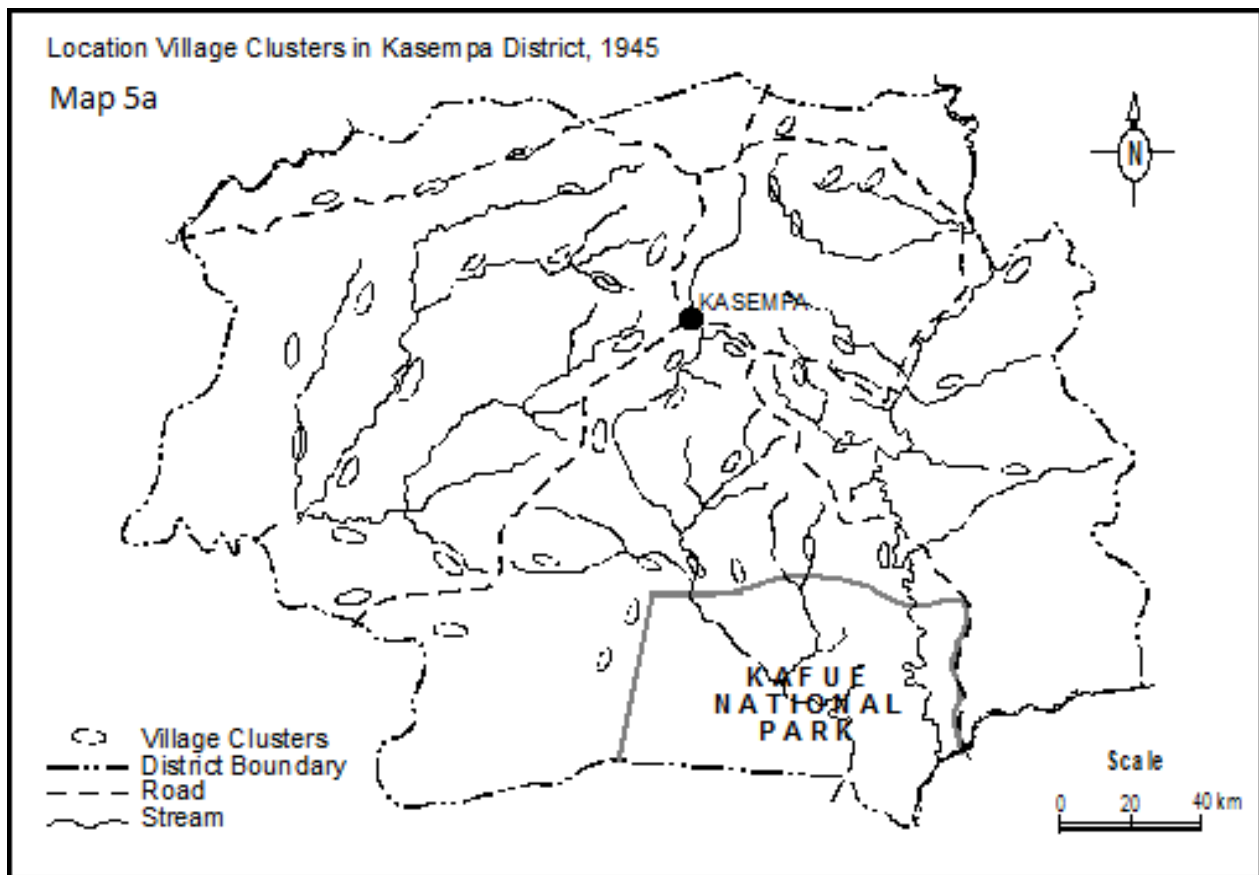 Location Village Clusters in Kasempa District, 1945
Map 5a
N
KASEMPA
KAFUE
NATIONAL
PARK
Village Clusters
District Boundary
Road
Stream
Scale
0 20 40 km